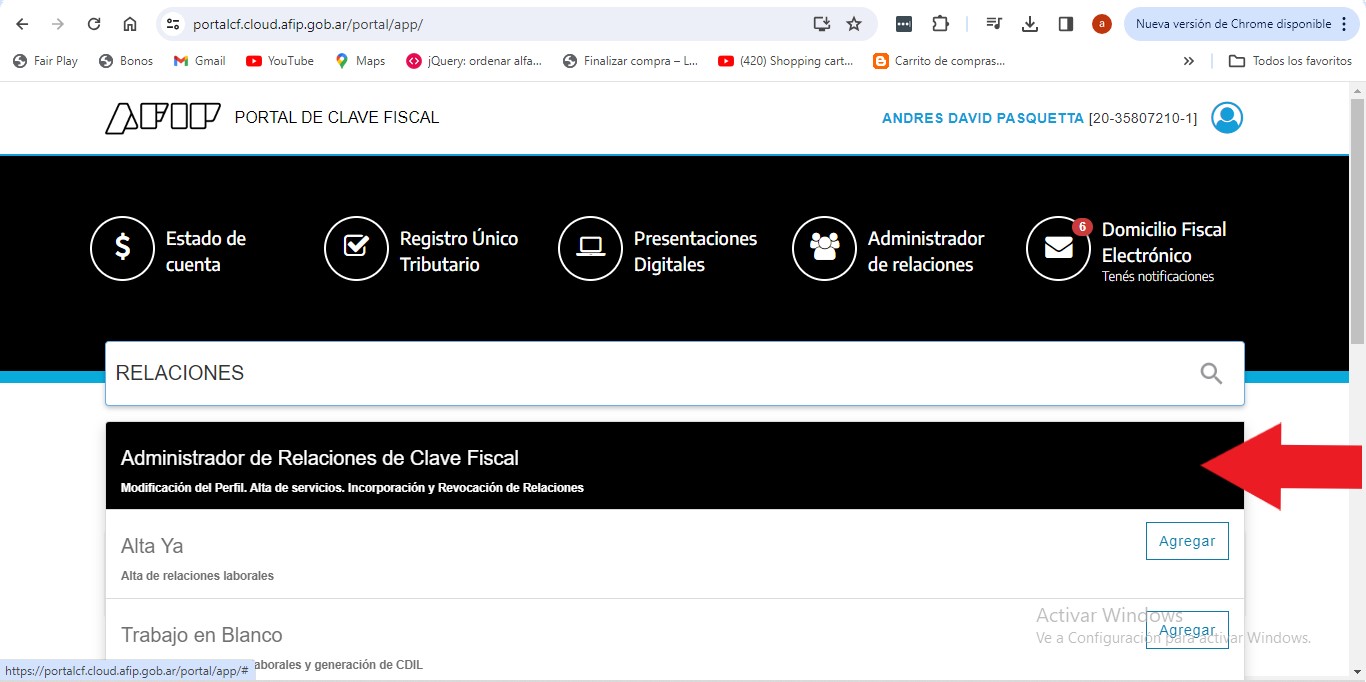 portalcf.cloud.afip.gob.ar/portal/app/
a
Nueva versión de Chrome disponible
Fair Play
Bonos
Gmail
YouTube
Maps
jQuery: ordenar alfa...
Finalizar compra – L...
(420) Shopping cart...
Carrito de compras...
Todos los favoritos
AFIP
PORTAL DE CLAVE FISCAL
ANDRES DAVID PASQUETTA [20-35807210-1]
Estado de
cuenta
Registro Único
Tributario
Presentaciones
Digitales
Administrador
de relaciones
6
Domicilio Fiscal
Electrónico
Tenés notificaciones
RELACIONES
Administrador de Relaciones de Clave Fiscal
Modificación del Perfil. Alta de servicios. Incorporación y Revocación de Relaciones
Alta Ya
Agregar
Alta de relaciones laborales
Trabajo en Blanco
Agregar
aborales y generación de CDIL
Activar Windows
Ve a Configuración para activar Windows.
https://portalcf.cloud.afip.gob.ar/portal/app/#